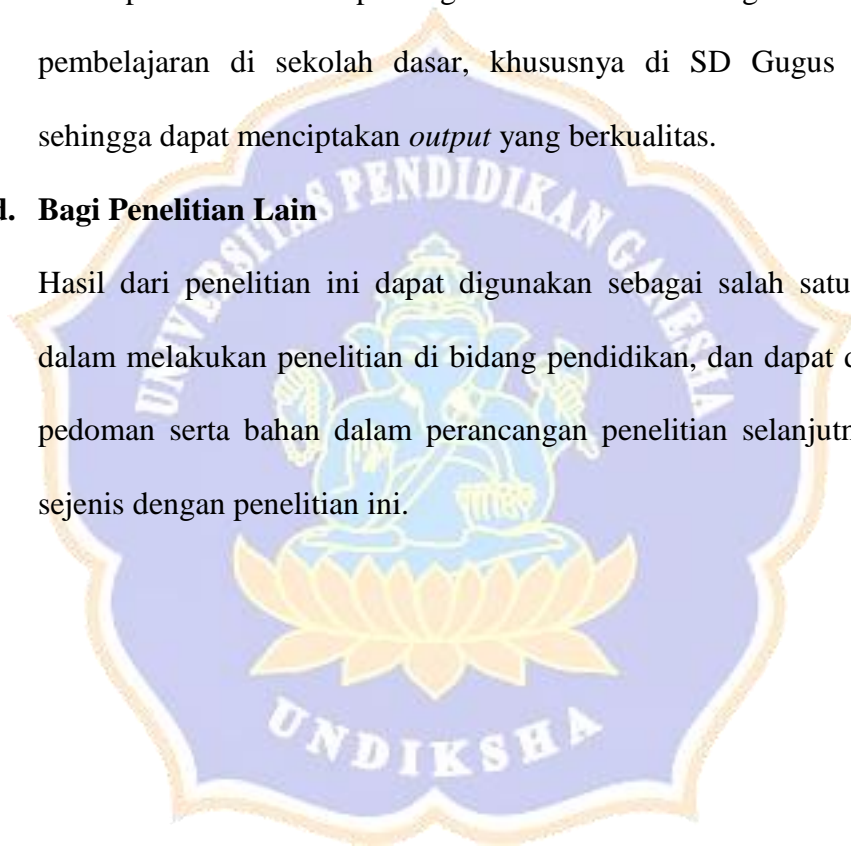 pembelajaran di sekolah dasar, khususnya di SD Gugus
sehingga dapat menciptakan output yang berkualitas.
d. Bagi Penelitian Lain
Hasil dari penelitian ini dapat digunakan sebagai salah satu
dalam melakukan penelitian di bidang pendidikan, dan dapat
pedoman serta bahan dalam perancangan penelitian
sejenis dengan penelitian ini.
UNIVERSITAS PENDIDIKAN GANESHA
UNDIKSHA